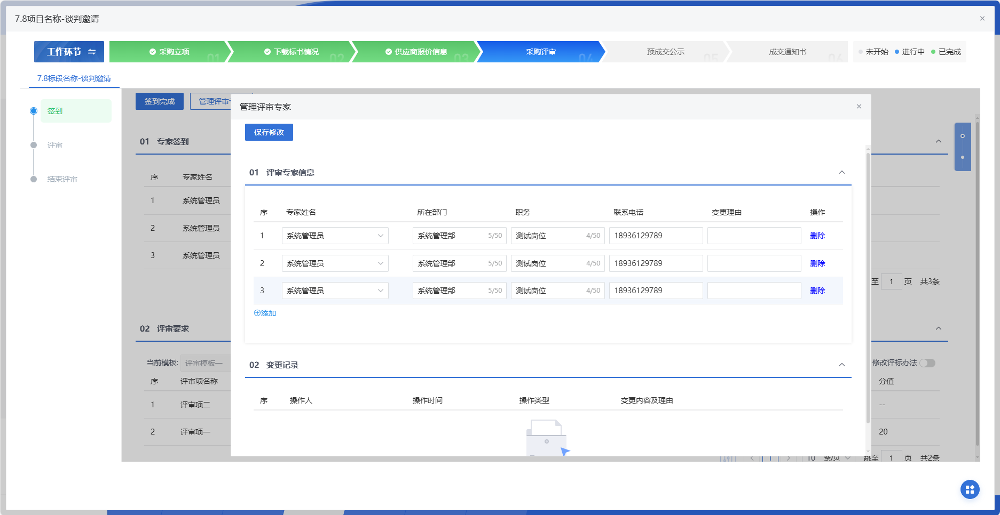 7.8项目名称-谈判邀请
工作环节
采购立项 01
下载标书情况 02
供应商报价信息 03
采购评审 04
预成交公示 05
成交通知书 06
未开始 进行中 已完成
7.8标段名称-谈判邀请
签到
评审
结束评审
签到完成
管理评审
01 专家签到
序 专家姓名
1 系统管理员
2 系统管理员
3 系统管理员
至 1 页 共3条
02 评审要求
当前模板: 评审模板一
修改评标办法
序 评审项名称 分值
1 评审项二 --
2 评审项一 20
1 10 条/页 跳至 1 页 共2条
管理评审专家
保存修改
01 评审专家信息
序 专家姓名 所在部门 职务 联系电话 变更理由 操作
1 系统管理员 系统管理部 5/50 测试岗位 4/50 18936129789 删除
2 系统管理员 系统管理部 5/50 测试岗位 4/50 18936129789 删除
3 系统管理员 系统管理部 5/50 测试岗位 4/50 18936129789 删除
添加
02 变更记录
序 操作人 操作时间 操作类型 变更内容及理由